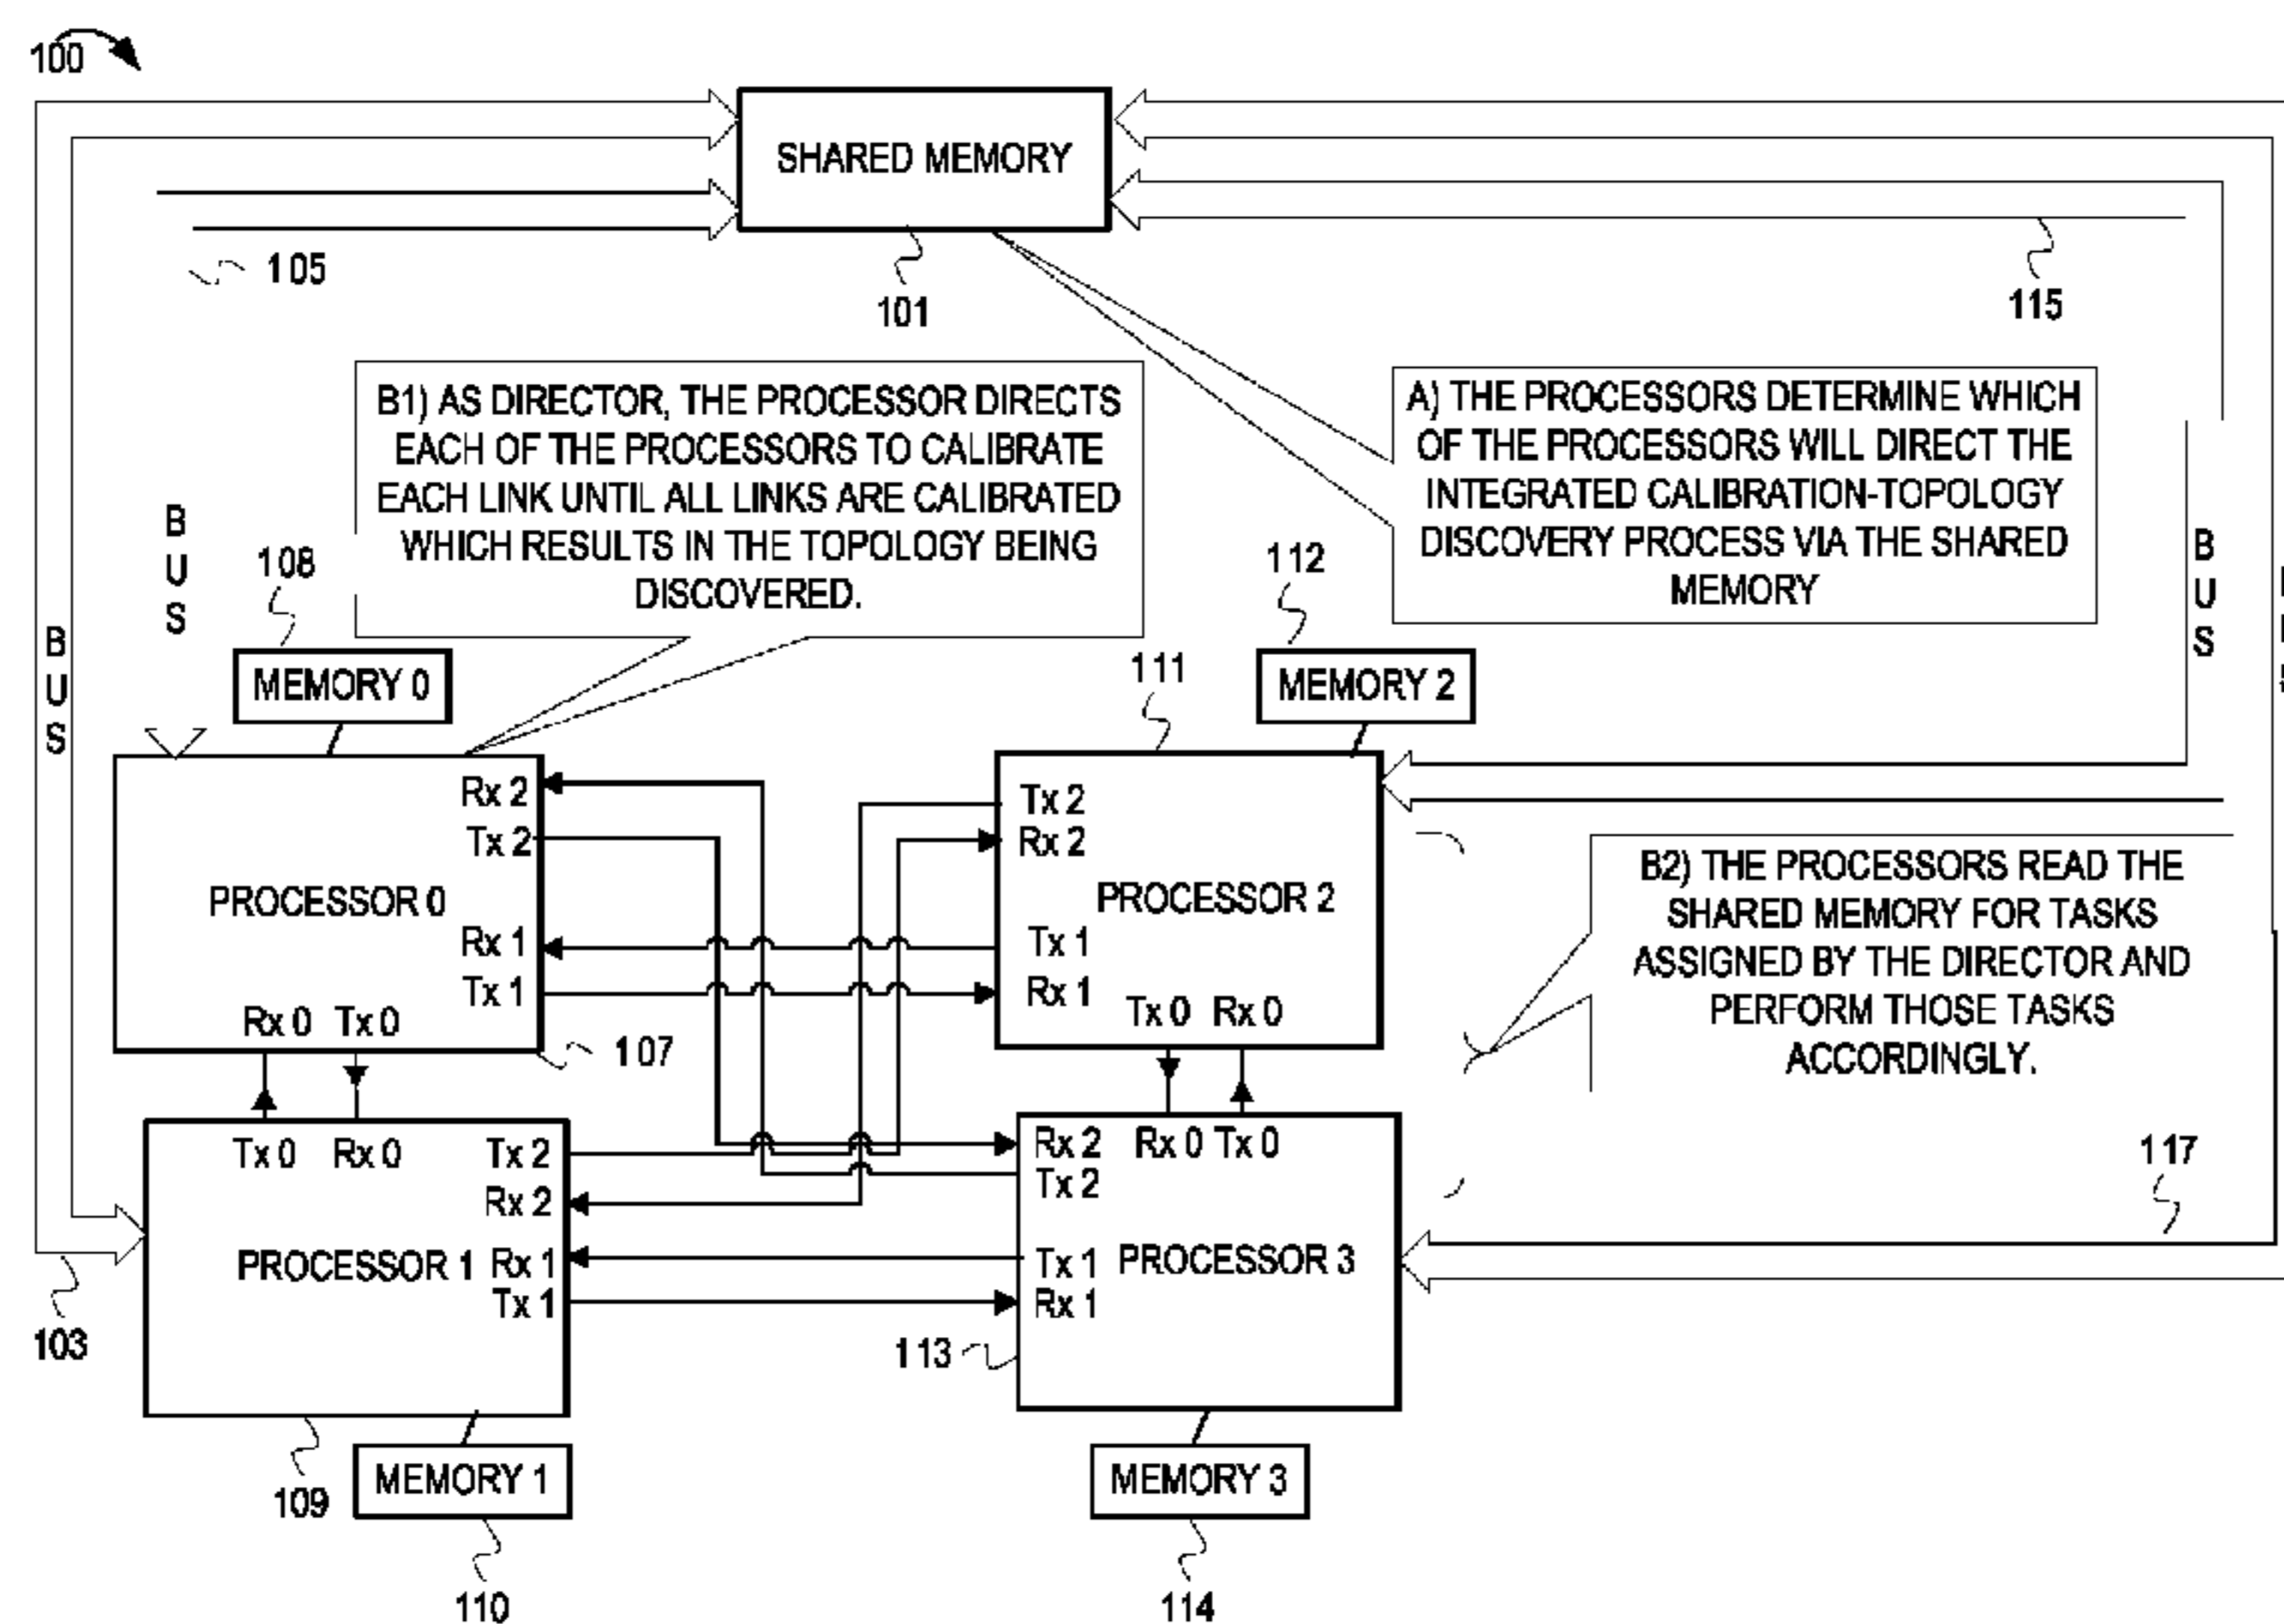 100
SHARED MEMORY
105
101
115
B1) AS DIRECTOR, THE PROCESSOR DIRECTS
EACH OF THE PROCESSORS TO CALIBRATE
EACH LINK UNTIL ALL LINKS ARE CALIBRATED
WHICH RESULTS IN THE TOPOLOGY BEING
DISCOVERED.
A) THE PROCESSORS DETERMINE WHICH
OF THE PROCESSORS WILL DIRECT THE
INTEGRATED CALIBRATION-TOPOLOGY
DISCOVERY PROCESS VIA THE SHARED
MEMORY
BUS
BUS
BUS
108
MEMORY 0
112
MEMORY 2
111
Rx 2
Tx 2
PROCESSOR 0
Rx 1
Tx 1
Rx 0 Tx 0
107
Tx 2
Rx 2
PROCESSOR 2
Tx 1
Rx 1
Tx 0 Rx 0
B2) THE PROCESSORS READ THE
SHARED MEMORY FOR TASKS
ASSIGNED BY THE DIRECTOR AND
PERFORM THOSE TASKS
ACCORDINGLY.
Tx 0 Rx 0 Tx 2
Rx 2
PROCESSOR 1 Rx 1
Tx 1
Rx 2 Rx 0 Tx 0
Tx 2
Tx 1 PROCESSOR 3
Rx 1
117
103
113
109
MEMORY 1
110
MEMORY 3
114